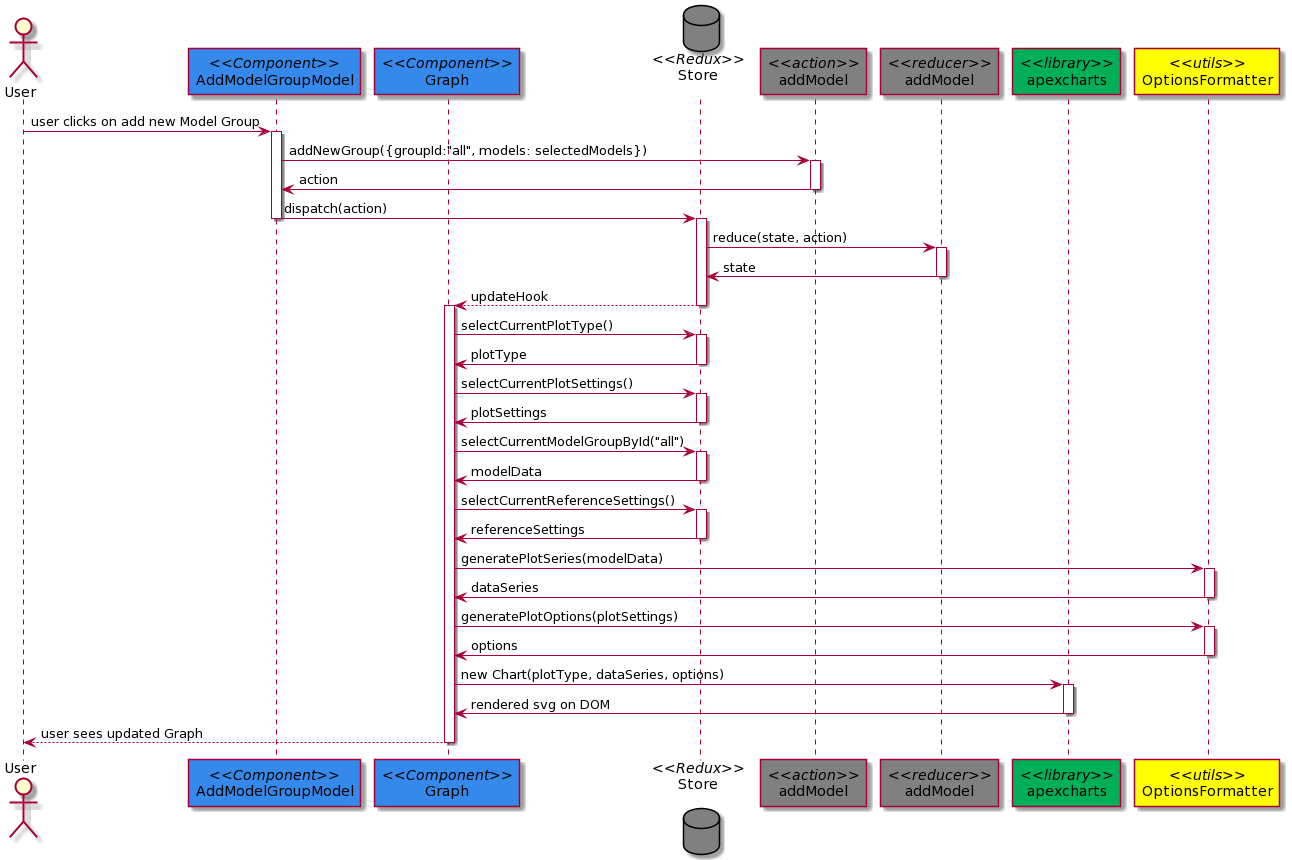 User
<<Component>>
AddModelGroupModel
<<Component>>
Graph
<<Redux>>
Store
<<action>>
addModel
<<reducer>>
addModel
<<library>>
apexcharts
<<utils>>
OptionsFormatter
user clicks on add new Model Group
addNewGroup({groupId:"all", models: selectedModels})
action
dispatch(action)
reduce(state, action)
state
updateHook
selectCurrentPlotType()
plotType
selectCurrentPlotSettings()
plotSettings
selectCurrentModelGroupById("all")
modelData
selectCurrentReferenceSettings()
referenceSettings
generatePlotSeries(modelData)
dataSeries
generatePlotOptions(plotSettings)
options
new Chart(plotType, dataSeries, options)
rendered svg on DOM
user sees updated Graph
User
<<Component>>
AddModelGroupModel
<<Component>>
Graph
<<Redux>>
Store
<<action>>
addModel
<<reducer>>
addModel
<<library>>
apexcharts
<<utils>>
OptionsFormatter